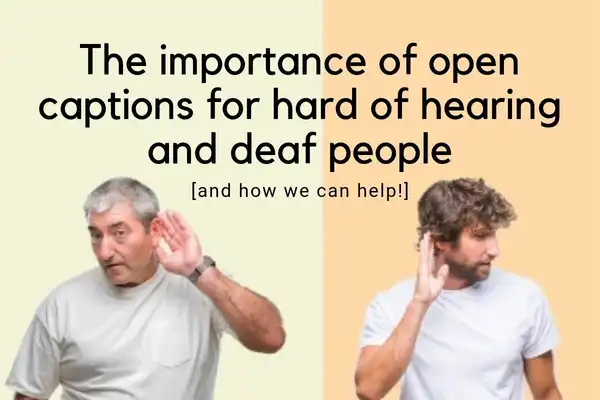 The importance of open
captions for hard of hearing
and deaf people
[and how we can help!]